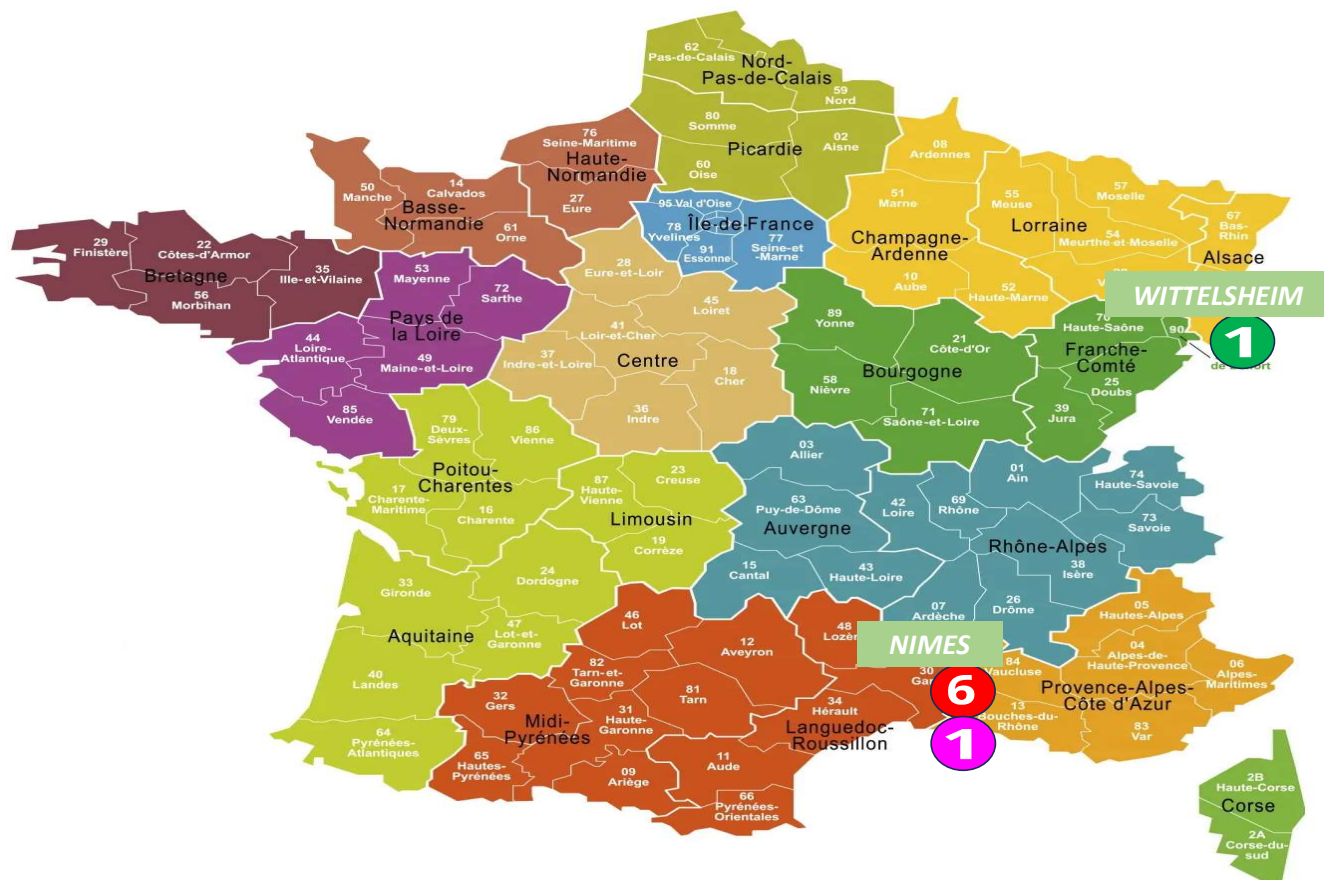 62
Pas-de-Calais
Nord-
Pas-de-Calais
59
Nord
80
Somme
02
Aisne
Picardie
60
Oise
76
Seine-Maritime
Haute-
Normandie
27
Eure
50
Manche
14
Calvados
Basse-
Normandie
61
Orne
95 Val d'Oise
Île-de-France
78
Yvelines
91
Essonne
77
Seine-et
-Marne
08
Ardennes
51
Marne
Champagne-
Ardenne
10
Aube
52
Haute-Marne
55
Meuse
57
Moselle
Lorraine
54
Meurthe-et-Moselle
67
Bas-
Rhin
Alsace
WITTELSHEIM
1
29
Finistère
22
Côtes-d'Armor
Bretagne
35
Ille-et-Vilaine
56
Morbihan
53
Mayenne
72
Sarthe
Pays de
la Loire
44
Loire-
Atlantique
49
Maine-et-Loire
85
Vendée
28
Eure-et-Loir
45
Loiret
41
Loir-et-Cher
37
Indre-et-Loire
Centre
18
Cher
36
Indre
89
Yonne
21
Côte-d'Or
Bourgogne
58
Nièvre
71
Saône-et-Loire
70
Haute-Saône
90
Franche-
Comté
25
Doubs
39
Jura
79
Deux-
Sèvres
86
Vienne
Poitou-
Charentes
17
Charente-
Maritime
16
Charente
23
Creuse
87
Haute-
Vienne
Limousin
19
Corrèze
03
Allier
63
Puy-de-Dôme
Auvergne
15
Cantal
43
Haute-Loire
42
Loire
69
Rhône
01
Ain
74
Haute-Savoie
73
Savoie
Rhône-Alpes
38
Isère
07
Ardèche
26
Drôme
24
Dordogne
33
Gironde
Aquitaine
47
Lot-et-
Garonne
40
Landes
64
Pyrénées-
Atlantiques
46
Lot
12
Aveyron
82
Tarn-et-
Garonne
81
Tarn
32
Gers
31
Haute-
Garonne
Midi-
Pyrénées
65
Hautes-
Pyrénées
09
Ariège
48
NIMES
30
6
1
34
Hérault
Languedoc-
Roussillon
11
Aude
66
Pyrénées-
Orientales
05
Hautes-Alpes
04
Alpes-de-
Haute-Provence
06
Alpes-
Maritimes
84
Vaucluse
Provence-Alpes-
Côte d'Azur
13
Bouches-du-
Rhône
83
Var
2B
Haute-Corse
Corse
2A
Corse-du-
sud